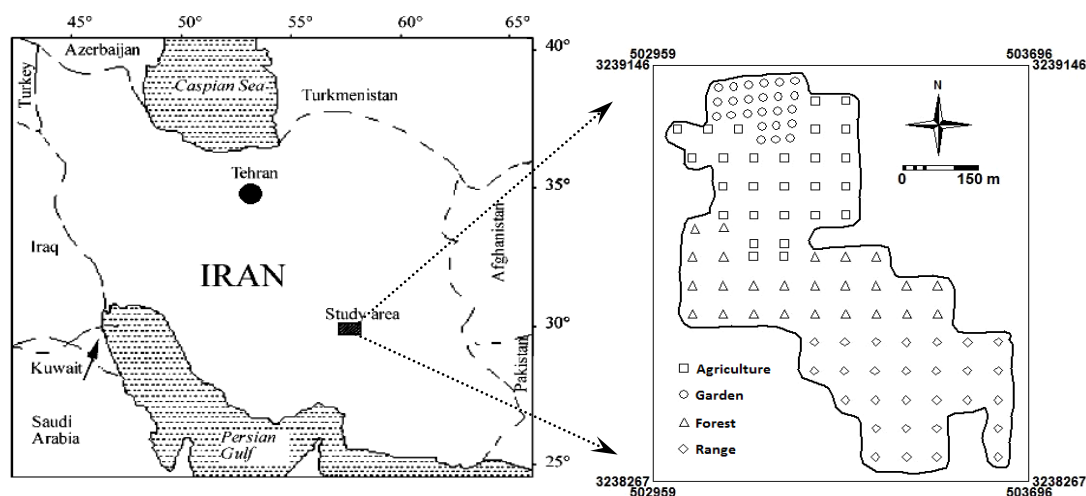 45° 50° 55° 60° 65°
40°
35°
30°
25°
Azerbaijan
Turkey
Caspian Sea
Turkmenistan
Tehran
Iraq
IRAN
Afghanistan
Study area
Kuwait
Pakistan
Saudi
Arabia
Persian
Gulf
502959 503696
3239146 3239146
N
0 150 m
Agriculture
Garden
Forest
Range
3238267 3238267
502959 503696